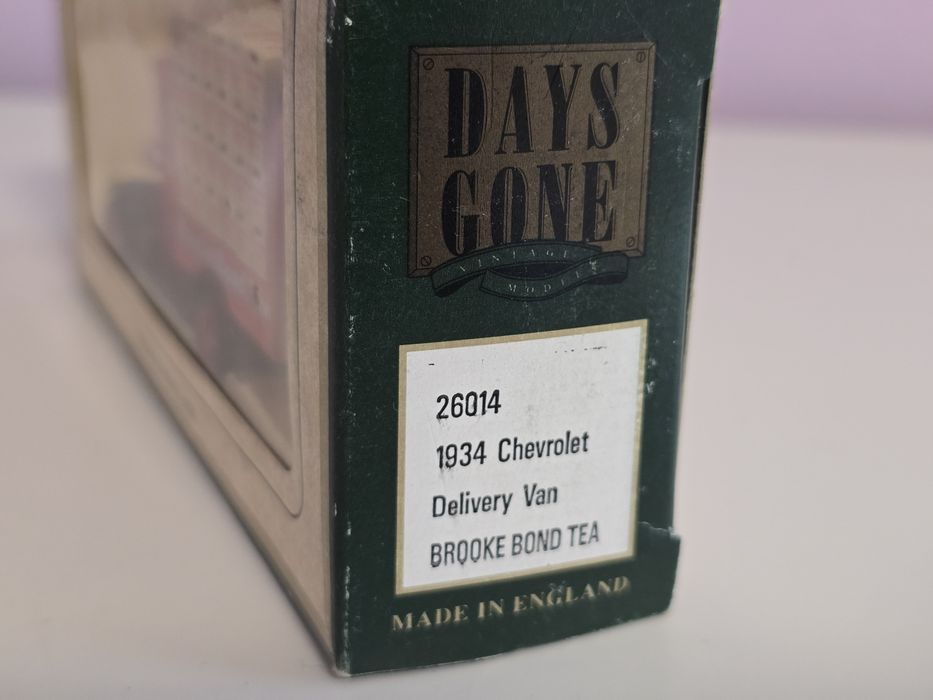 DAYS
GONE
VINTAGE
MODELS
26014
1934 Chevrolet
Delivery Van
BROOKE BOND TEA
MADE IN ENGLAND